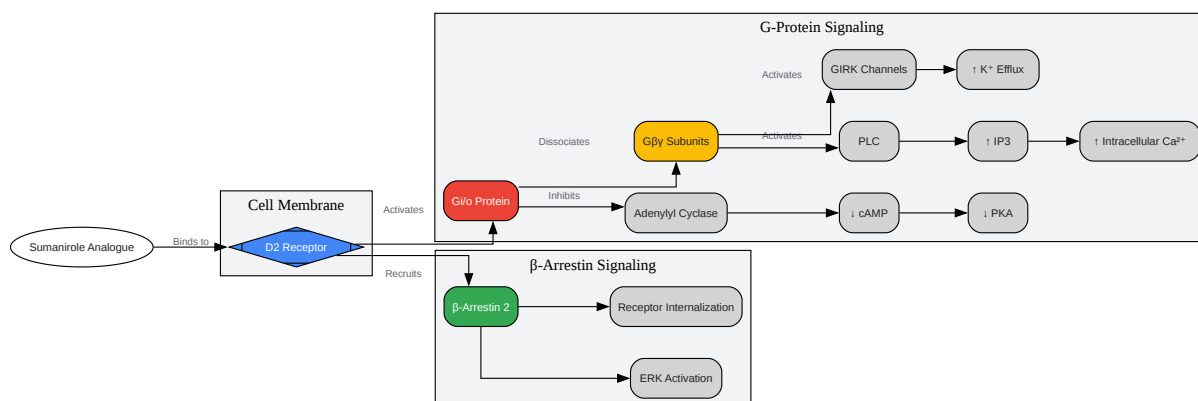 G-Protein Signaling
GIRK Channels
↑ K⁺ Efflux
Activates
Dissociates
Gβγ Subunits
Activates
PLC
↑ IP3
↑ Intracellular Ca²⁺
Cell Membrane
Activates
Gi/o Protein
Inhibits
Adenylyl Cyclase
↓ cAMP
↓ PKA
Sumanirole Analogue
Binds to
D2 Receptor
Recruits
β-Arrestin Signaling
β-Arrestin 2
Receptor Internalization
ERK Activation